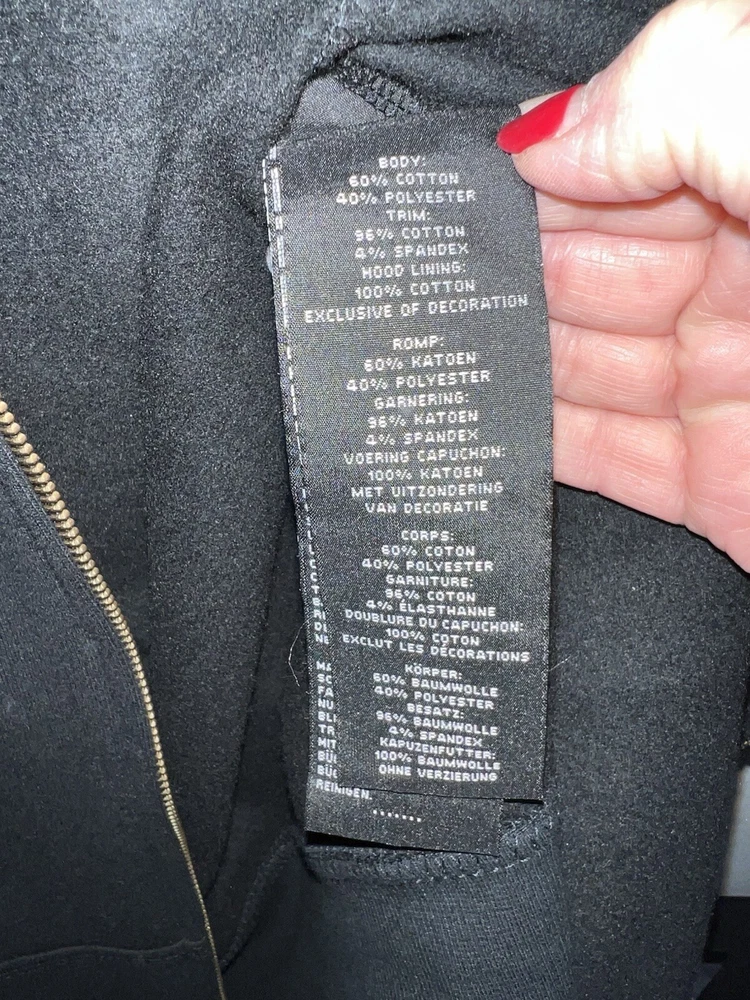 BODY:
60% COTTON
40% POLYESTER
TRIM:
96% COTTON
4% SPANDEX
HOOD LINING:
100% COTTON
EXCLUSIVE OF DECORATION
ROMP:
60% KATOEN
40% POLYESTER
GARNERING:
96% KATOEN
4% SPANDEX
VOERING CAPUCHON:
100% KATOEN
MET UITZONDERING
VAN DECORATIE
CORPS:
60% COTON
40% POLYESTER
GARNITURE:
96% COTON
4% ÉLASTHANNE
DOUBLURE DU CAPUCHON:
100% COTON
EXCLUT LES DÉCORATIONS
KÖRPER:
60% BAUMWOLLE
40% POLYESTER
BESATZ:
96% BAUMWOLLE
4% SPANDEX
KAPUZENFUTTER:
100% BAUMWOLLE
OHNE VERZIERUNG
REINIGEN.